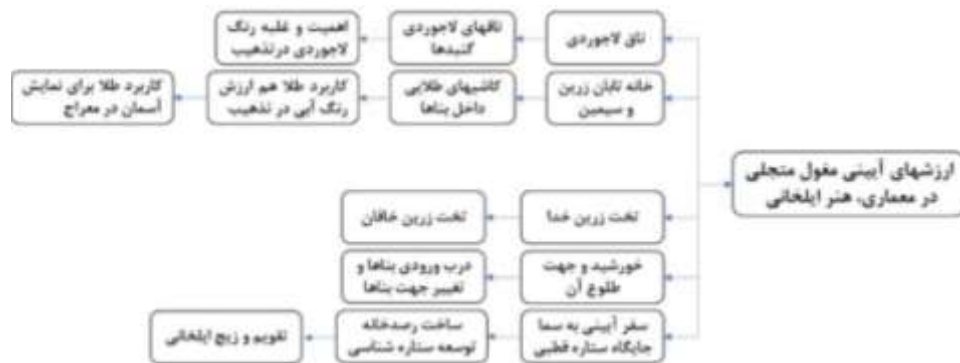 ارزشهای آیینی مغول متجلی
در معماری، هنر ایلخانی
تاق لاجوردی
تاقهای لاجوردی
گنبدها
اهمیت و غلبه رنگ
لاجوردی در تذهیب
خانه تابان زرین
و سیمین
کاشیهای طلایی
داخل بناها
کاربرد طلا هم ارزش
رنگ آبی در تذهیب
کاربرد طلا برای نمایش
آسمان در معراج
تخت زرین خدا
تخت زرین خاقان
خورشید و جهت
طلوع آن
درب ورودی بناها و
تغییر جهت بناها
سفر آیینی به سما
جایگاه ستاره قطبی
ساخت رصدخانه
توسعه ستاره شناسی
تقویم و زیج ایلخانی